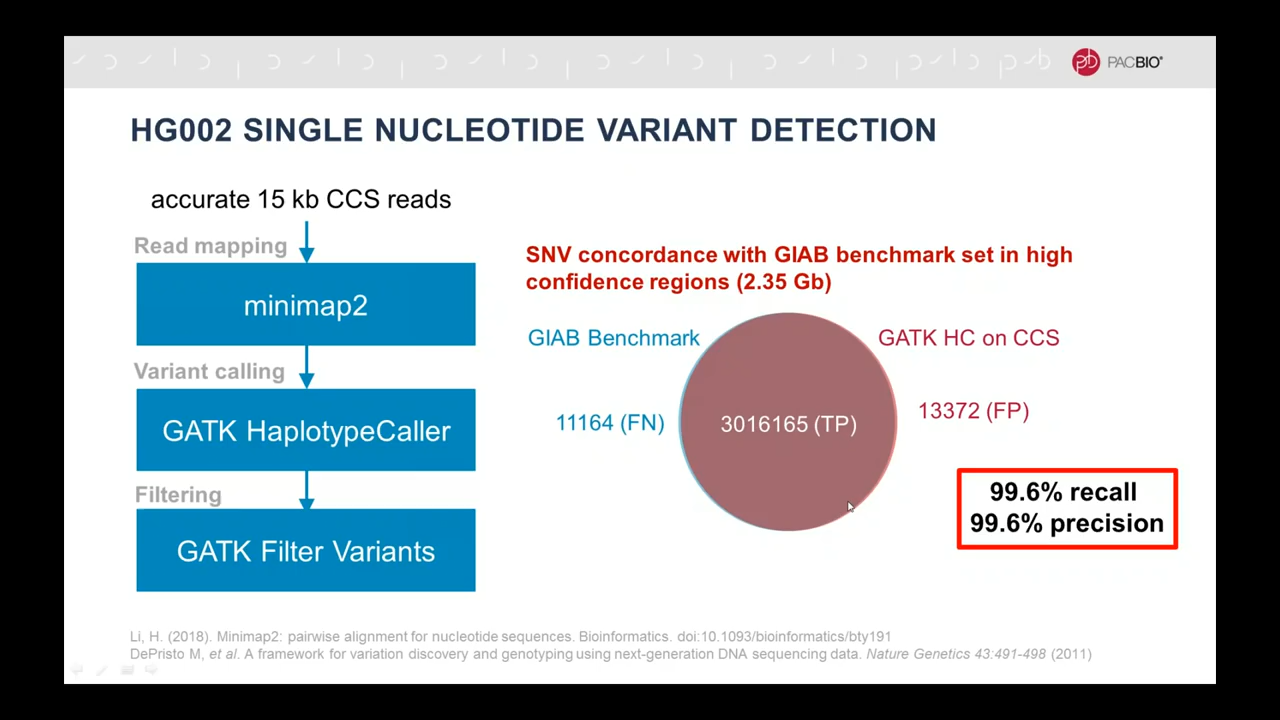 PACBIO®
HG002 SINGLE NUCLEOTIDE VARIANT DETECTION
accurate 15 kb CCS reads
Read mapping
minimap2
Variant calling
GATK HaplotypeCaller
Filtering
GATK Filter Variants
SNV concordance with GIAB benchmark set in high
confidence regions (2.35 Gb)
GIAB Benchmark
GATK HC on CCS
11164 (FN)
3016165 (TP)
13372 (FP)
99.6% recall
99.6% precision
Li, H. (2018). Minimap2: pairwise alignment for nucleotide sequences. Bioinformatics. doi:10.1093/bioinformatics/bty191
DePristo M, et al. A framework for variation discovery and genotyping using next-generation DNA sequencing data. Nature Genetics 43:491-498 (2011)